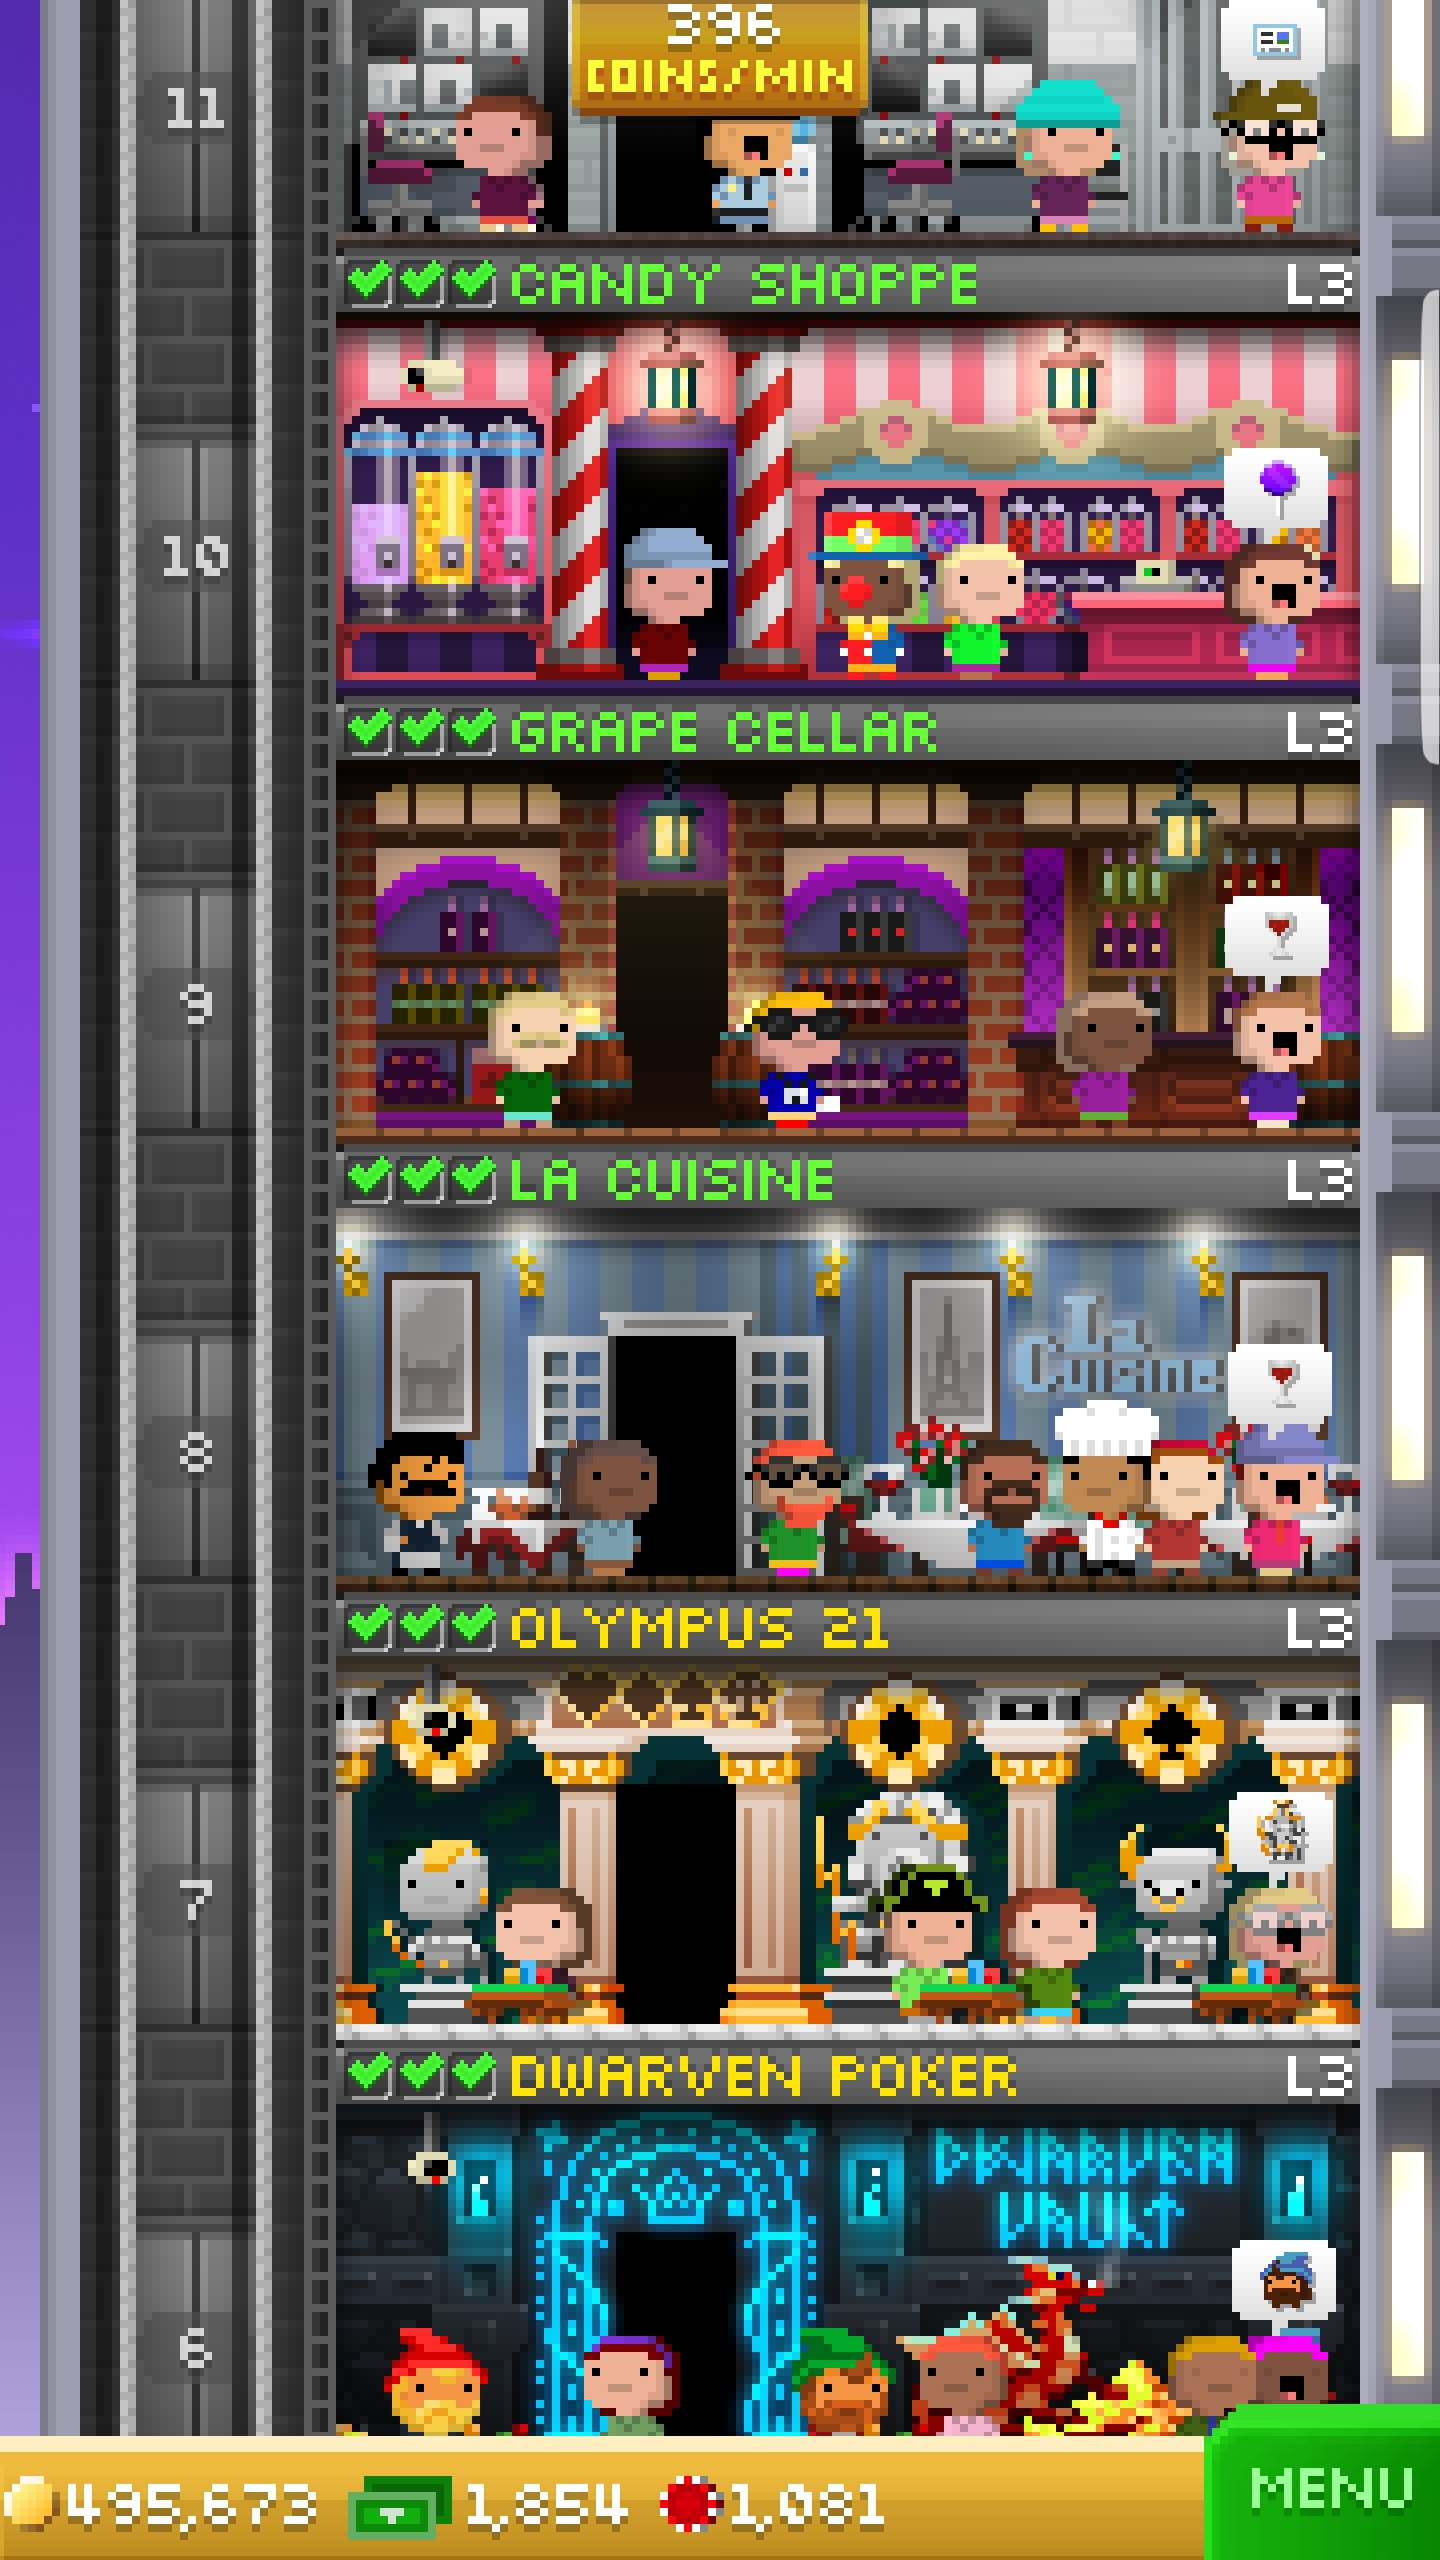 396
COINS/MIN
11
CANDY SHOPPE L3
10
GRAPE CELLAR L3
9
LA CUISINE L3
La
Cuisine
8
OLYMPUS 21 L3
7
DWARVEN POKER L3
DWARVEN
VAULT
6
495,673 1,854 1,081
MENU